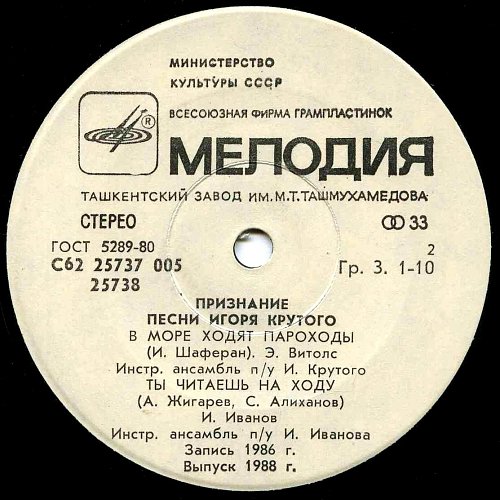 МИНИСТЕРСТВО
КУЛЬТУРЫ СССР
ВСЕСОЮЗНАЯ ФИРМА ГРАМПЛАСТИНОК
®
МЕЛОДИЯ
ТАШКЕНТСКИЙ ЗАВОД ИМ. М.Т.ТАШМУХАМЕДОВА
СТЕРЕО 33
ГОСТ 5289-80 2
С62 25737 005 Гр. 3. 1-10
25738
ПРИЗНАНИЕ
ПЕСНИ ИГОРЯ КРУТОГО
В МОРЕ ХОДЯТ ПАРОХОДЫ
(И. Шаферан). Э. Витолс
Инстр. ансамбль п/у И. Крутого
ТЫ ЧИТАЕШЬ НА ХОДУ
(А. Жигарев, С. Алиханов)
И. Иванов
Инстр. ансамбль п/у И. Иванова
Запись 1986 г.
Выпуск 1988 г.